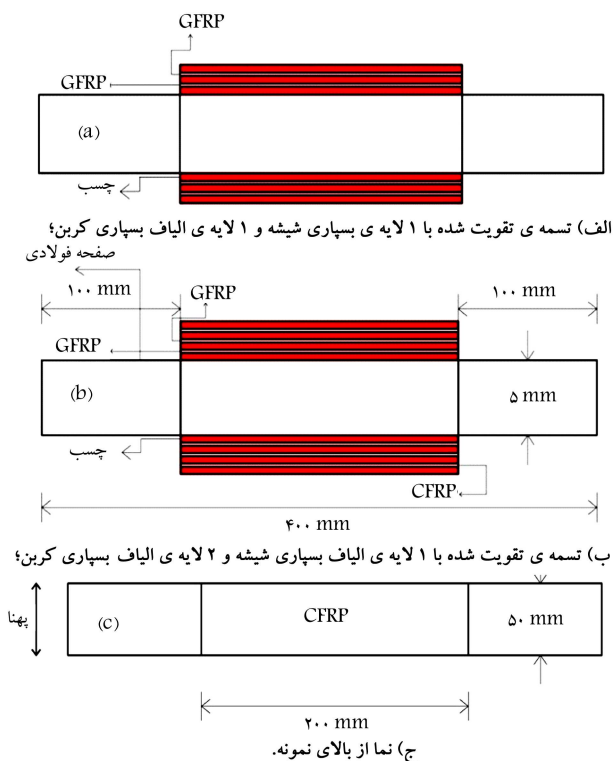 GFRP
GFRP
(a)
چسب
الف) تسمه ی تقویت شده با ۱ لایه ی بسپاری شیشه و ۱ لایه ی الیاف بسپاری کربن؛
صفحه فولادی
۱۰۰ mm
GFRP
۱۰۰ mm
GFRP
(b)
۵ mm
چسب
CFRP
۴۰۰ mm
ب) تسمه ی تقویت شده با ۱ لایه ی الیاف بسپاری شیشه و ۲ لایه ی الیاف بسپاری کربن؛
پهنا
(c)
CFRP
۵۰ mm
۲۰۰ mm
ج) نما از بالای نمونه.